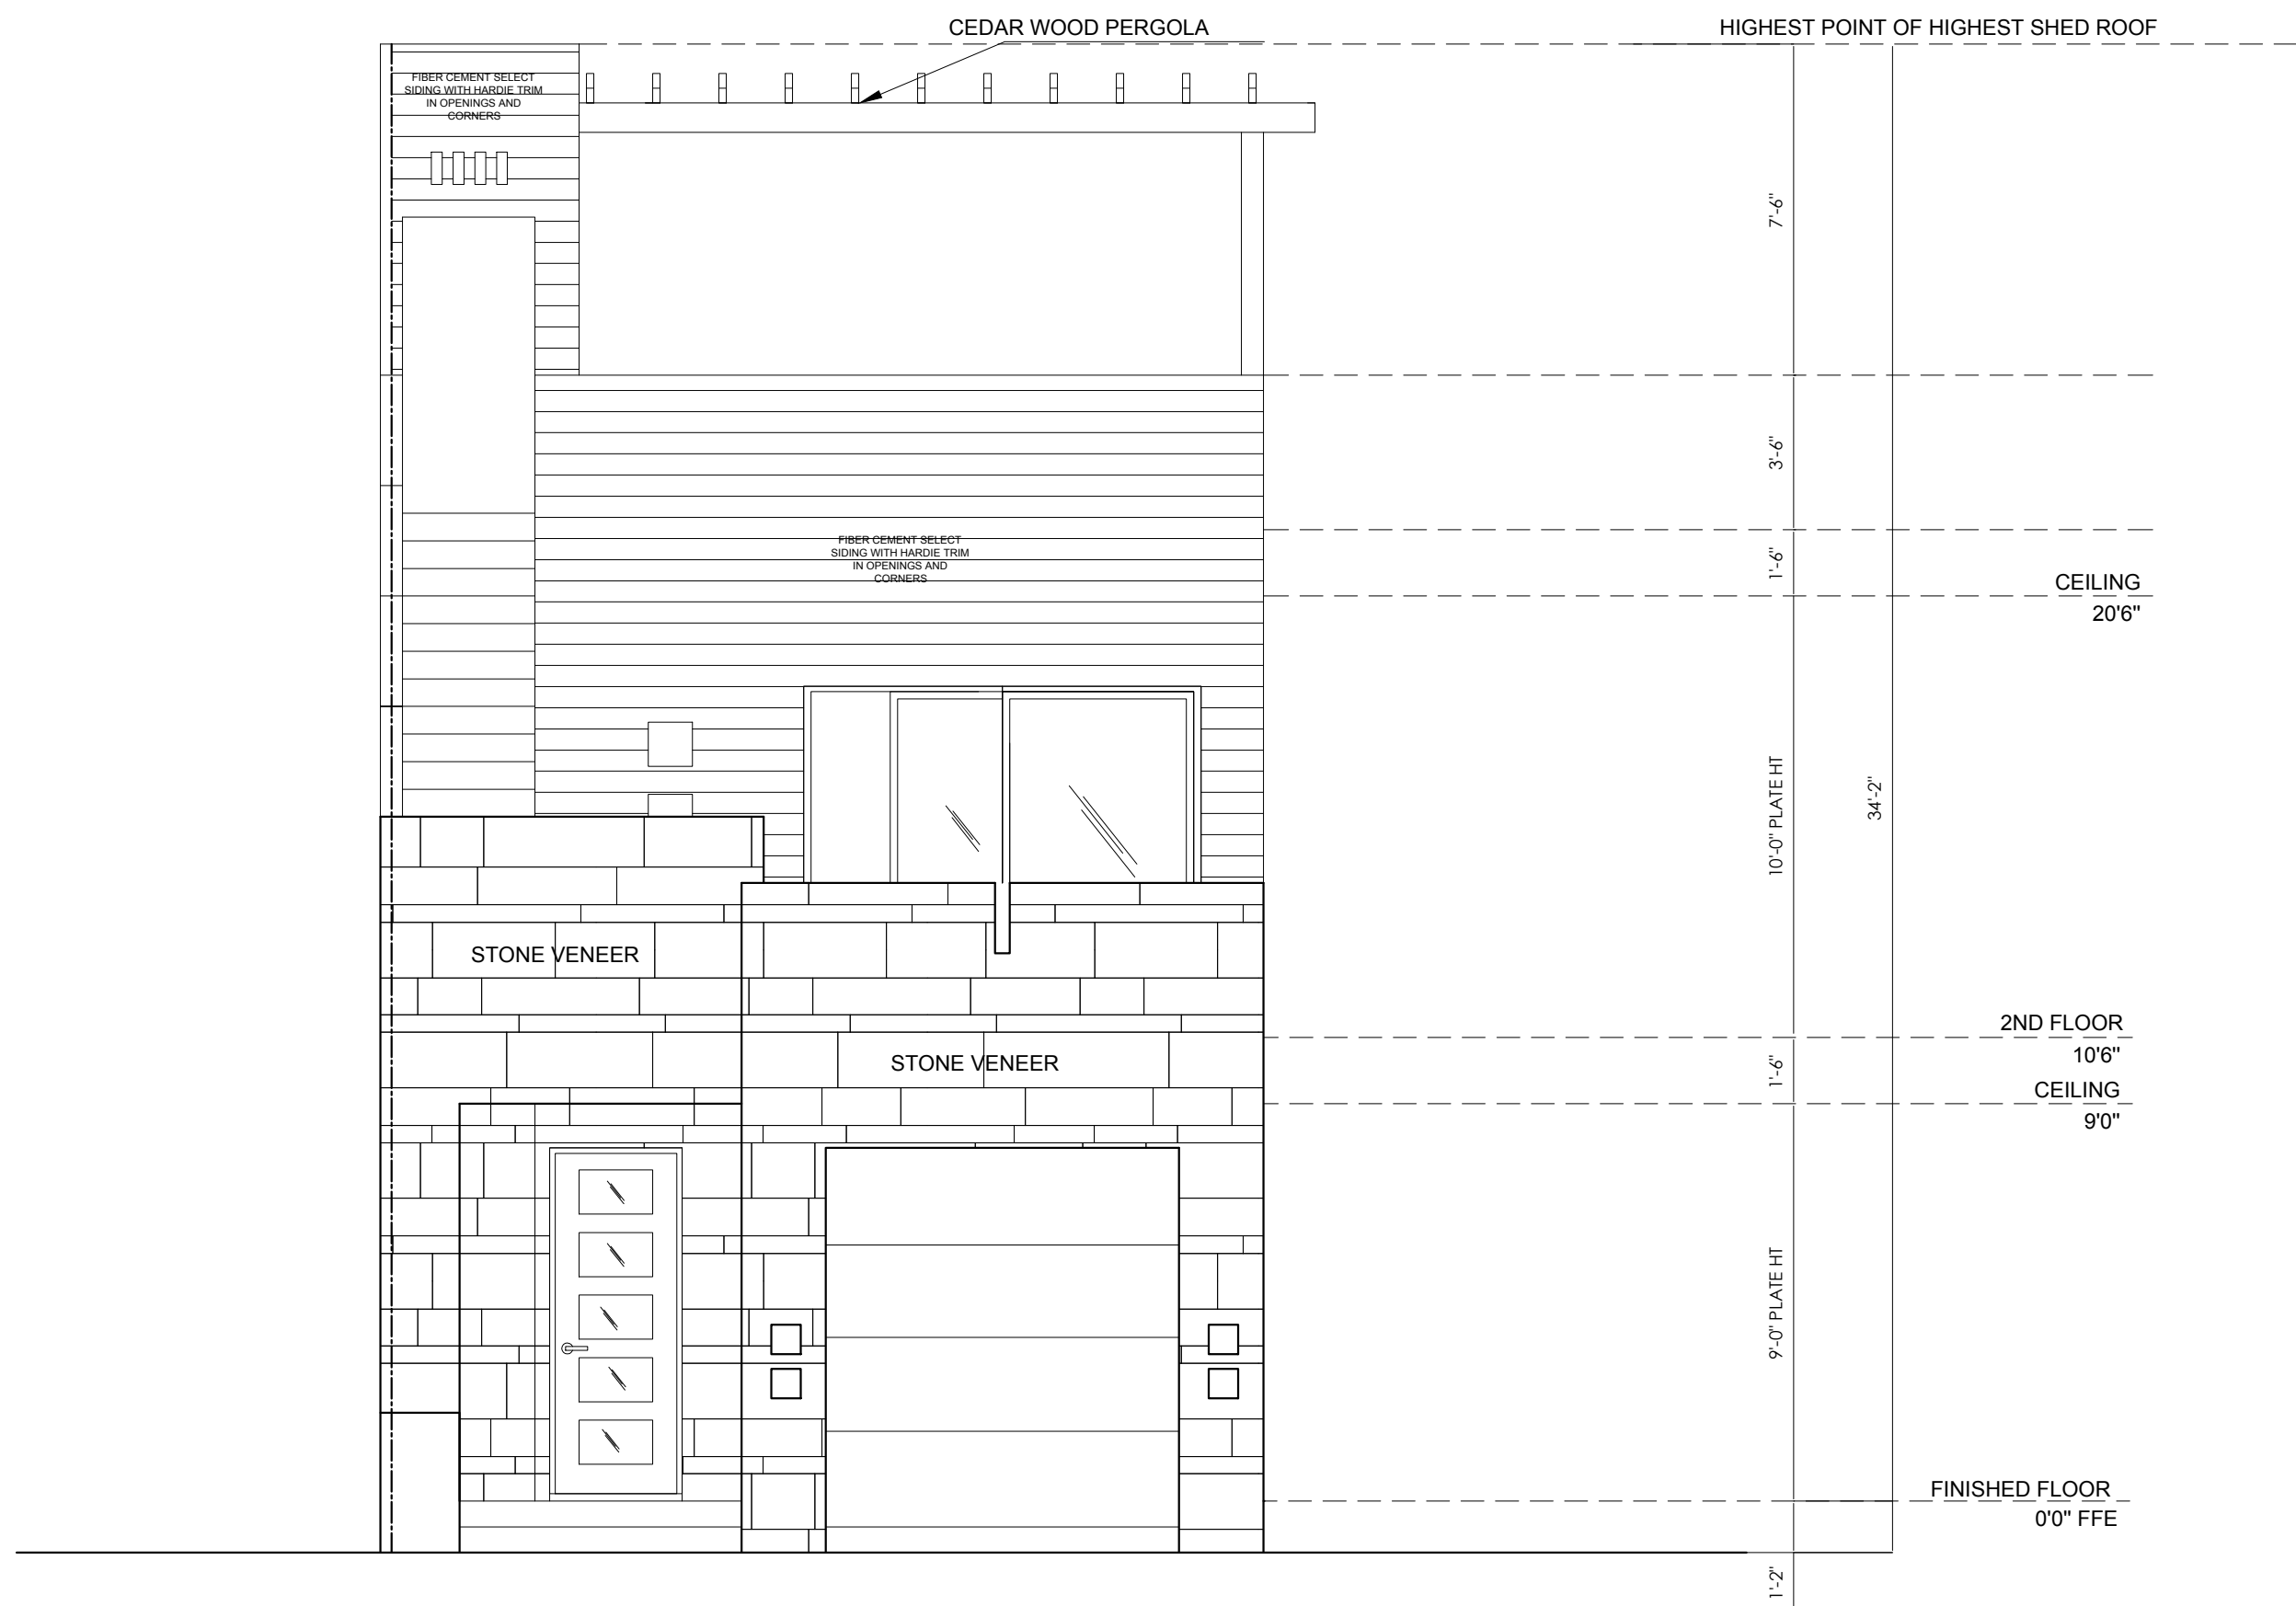 CEDAR WOOD PERGOLA
HIGHEST POINT OF HIGHEST SHED ROOF
FIBER CEMENT SELECT
SIDING WITH HARDIE TRIM
IN OPENINGS AND
CORNERS
7'-6"
3'-6"
FIBER CEMENT SELECT
SIDING WITH HARDIE TRIM
IN OPENINGS AND
CORNERS
1'-6"
CEILING
20'6"
10'-0" PLATE HT
34'-2"
STONE VENEER
STONE VENEER
2ND FLOOR
10'6"
1'-6"
CEILING
9'0"
9'-0" PLATE HT
FINISHED FLOOR
0'0" FFE
1'-2"